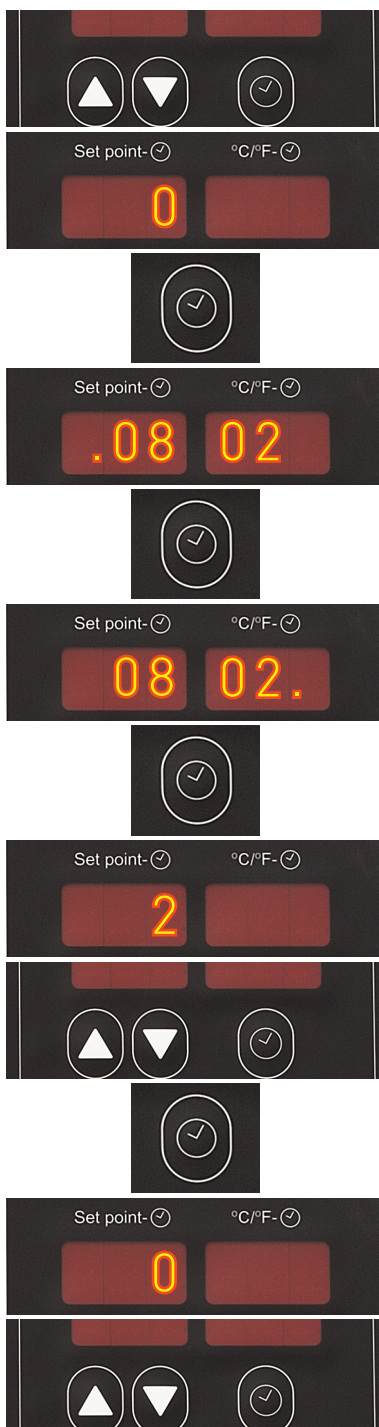 Set point- °C/°F-
0
Set point- °C/°F-
.08 02
Set point- °C/°F-
08 02.
Set point- °C/°F-
2
Set point- °C/°F-
0